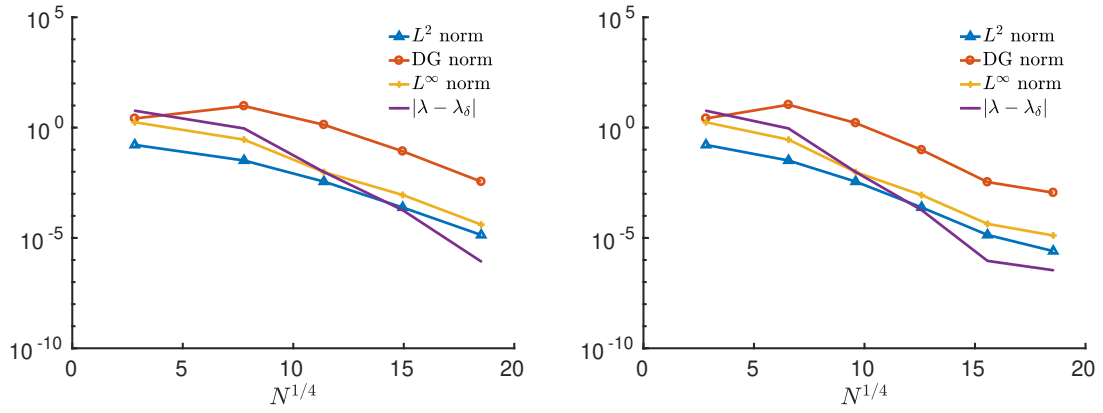 10^5
10^0
10^-5
10^-10
0
5
10
15
20
N^{1/4}
L^2 norm
DG norm
L^∞ norm
|λ − λ_δ|
10^5
10^0
10^-5
10^-10
0
5
10
15
20
N^{1/4}
L^2 norm
DG norm
L^∞ norm
|λ − λ_δ|